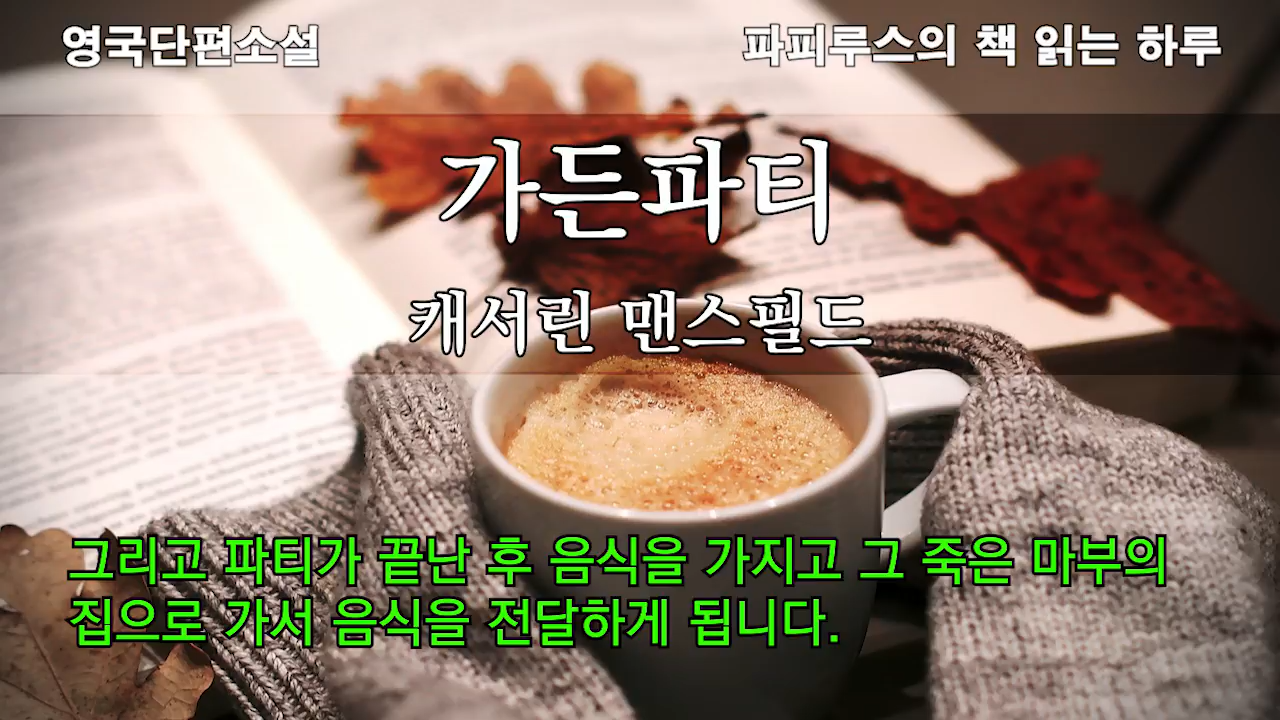 영국단편소설
파피루스의 책 읽는 하루
가든파티
캐서린 맨스필드
그리고 파티가 끝난 후 음식을 가지고 그 죽은 마부의
집으로 가서 음식을 전달하게 됩니다.